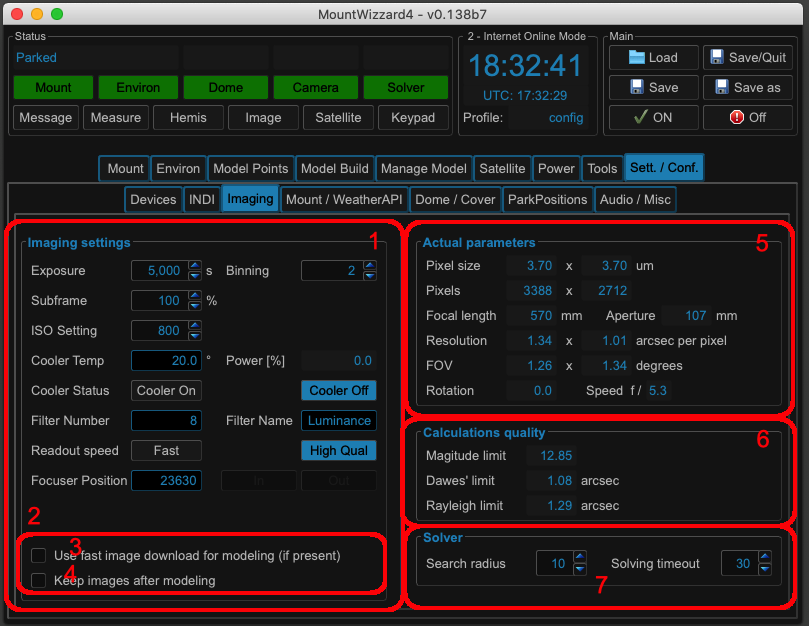 MountWizzard4 - v0.138b7
Status
2 - Internet Online Mode
Main
Parked
18:32:41
UTC: 17:32:29
Profile: config
Load
Save/Quit
Save
Save as
ON
Off
Mount Environ Dome Camera Solver
Message Measure Hemis Image Satellite Keypad
Mount Environ Model Points Model Build Manage Model Satellite Power Tools Sett. / Conf.
Devices INDI Imaging Mount / WeatherAPI Dome / Cover ParkPositions Audio / Misc
Imaging settings 1
Exposure 5,000 s Binning 2
Subframe 100 %
ISO Setting 800
Cooler Temp 20.0 ° Power [%] 0.0
Cooler Status Cooler On Cooler Off
Filter Number 8 Filter Name Luminance
Readout speed Fast High Qual
Focuser Position 23630 In Out
2
3
Use fast image download for modeling (if present)
4
Keep images after modeling
Actual parameters 5
Pixel size 3.70 x 3.70 um
Pixels 3388 x 2712
Focal length 570 mm Aperture 107 mm
Resolution 1.34 x 1.01 arcsec per pixel
FOV 1.26 x 1.34 degrees
Rotation 0.0 Speed f / 5.3
Calculations quality 6
Magitude limit 12.85
Dawes' limit 1.08 arcsec
Rayleigh limit 1.29 arcsec
Solver
Search radius 10 Solving timeout 30
7